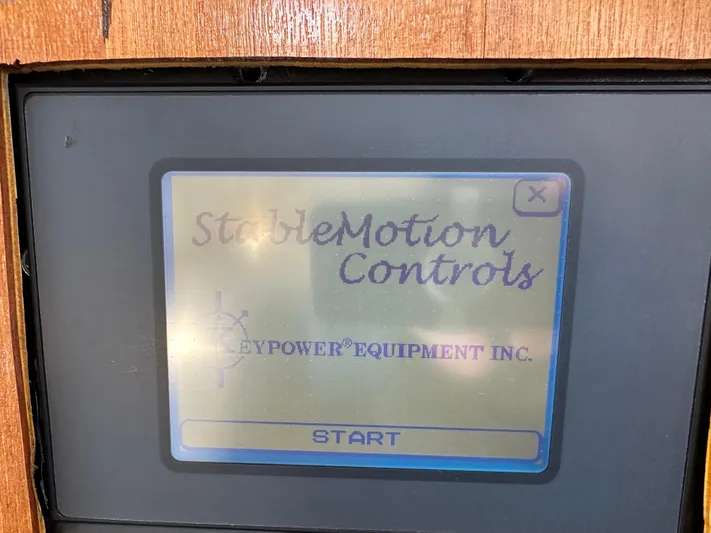 X
StableMotion
Controls
KEYPOWER® EQUIPMENT INC.
START